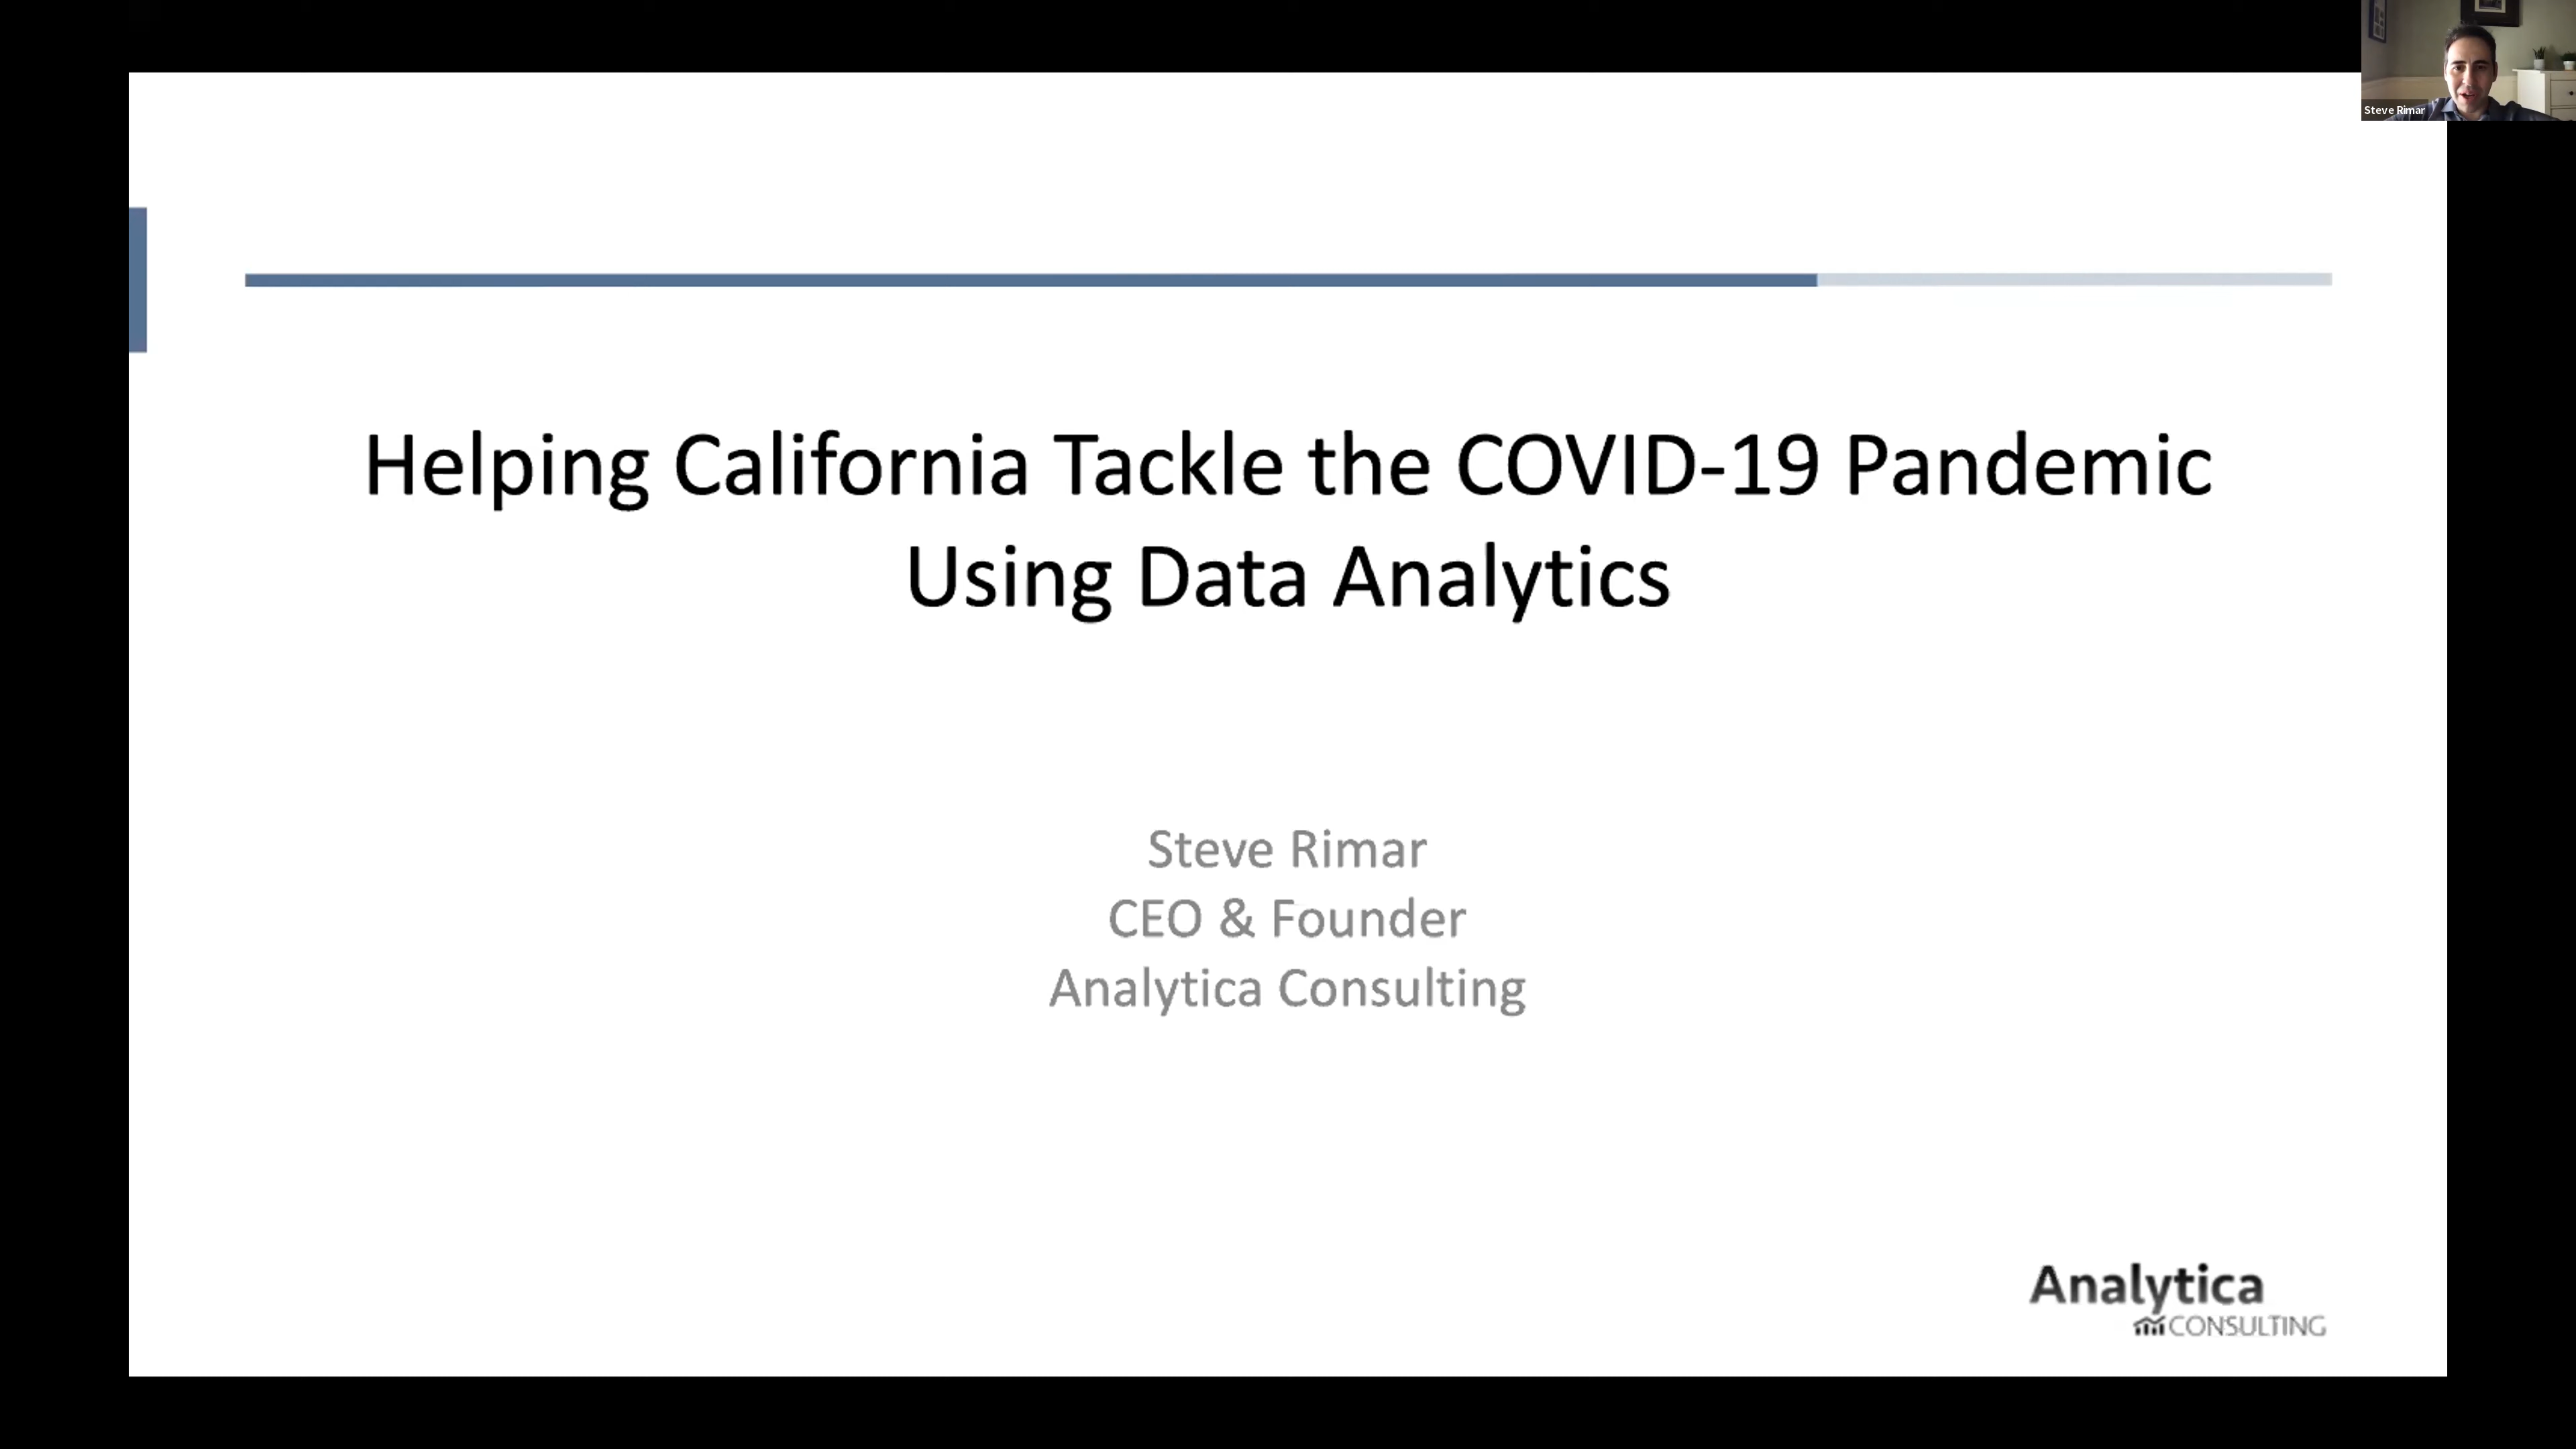 Steve Rimar
Helping California Tackle the COVID-19 Pandemic
Using Data Analytics
Steve Rimar
CEO & Founder
Analytica Consulting
Analytica
CONSULTING